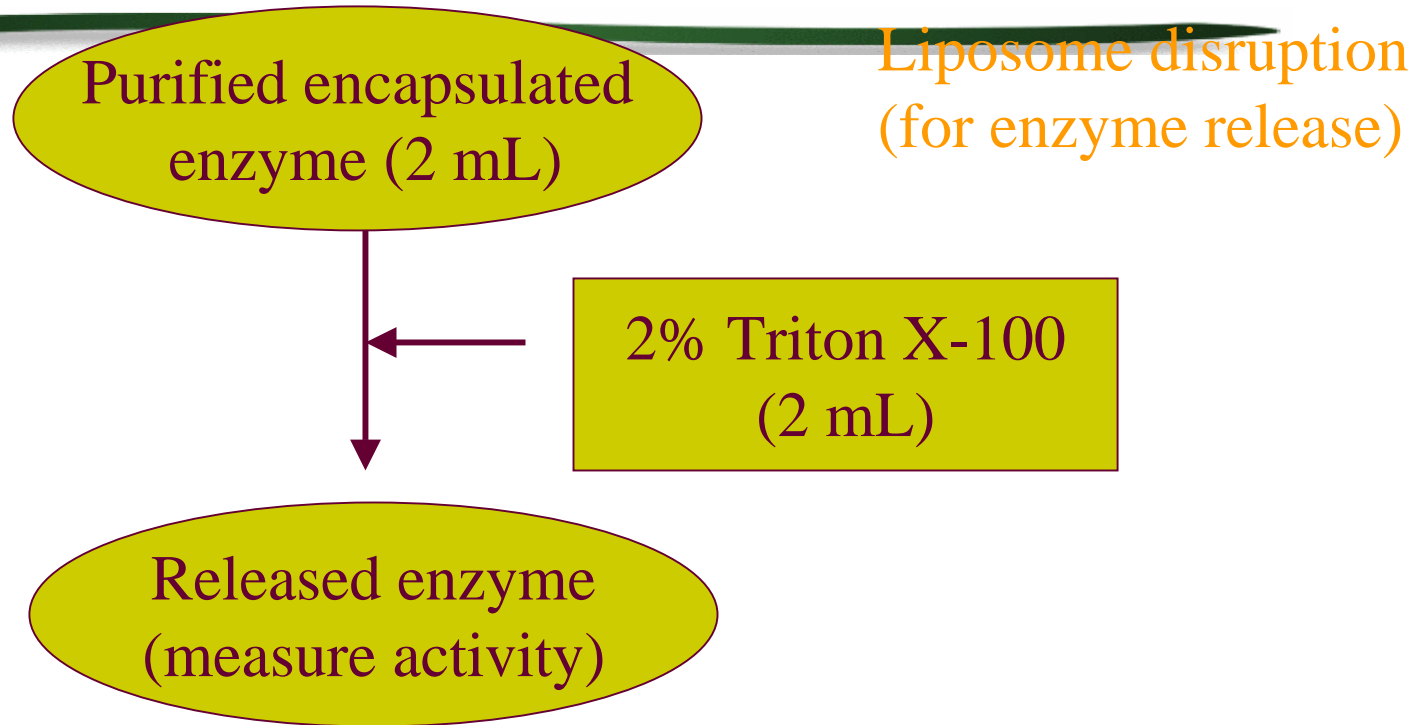 Liposome disruption
(for enzyme release)
Purified encapsulated
enzyme (2 mL)
2% Triton X-100
(2 mL)
Released enzyme
(measure activity)